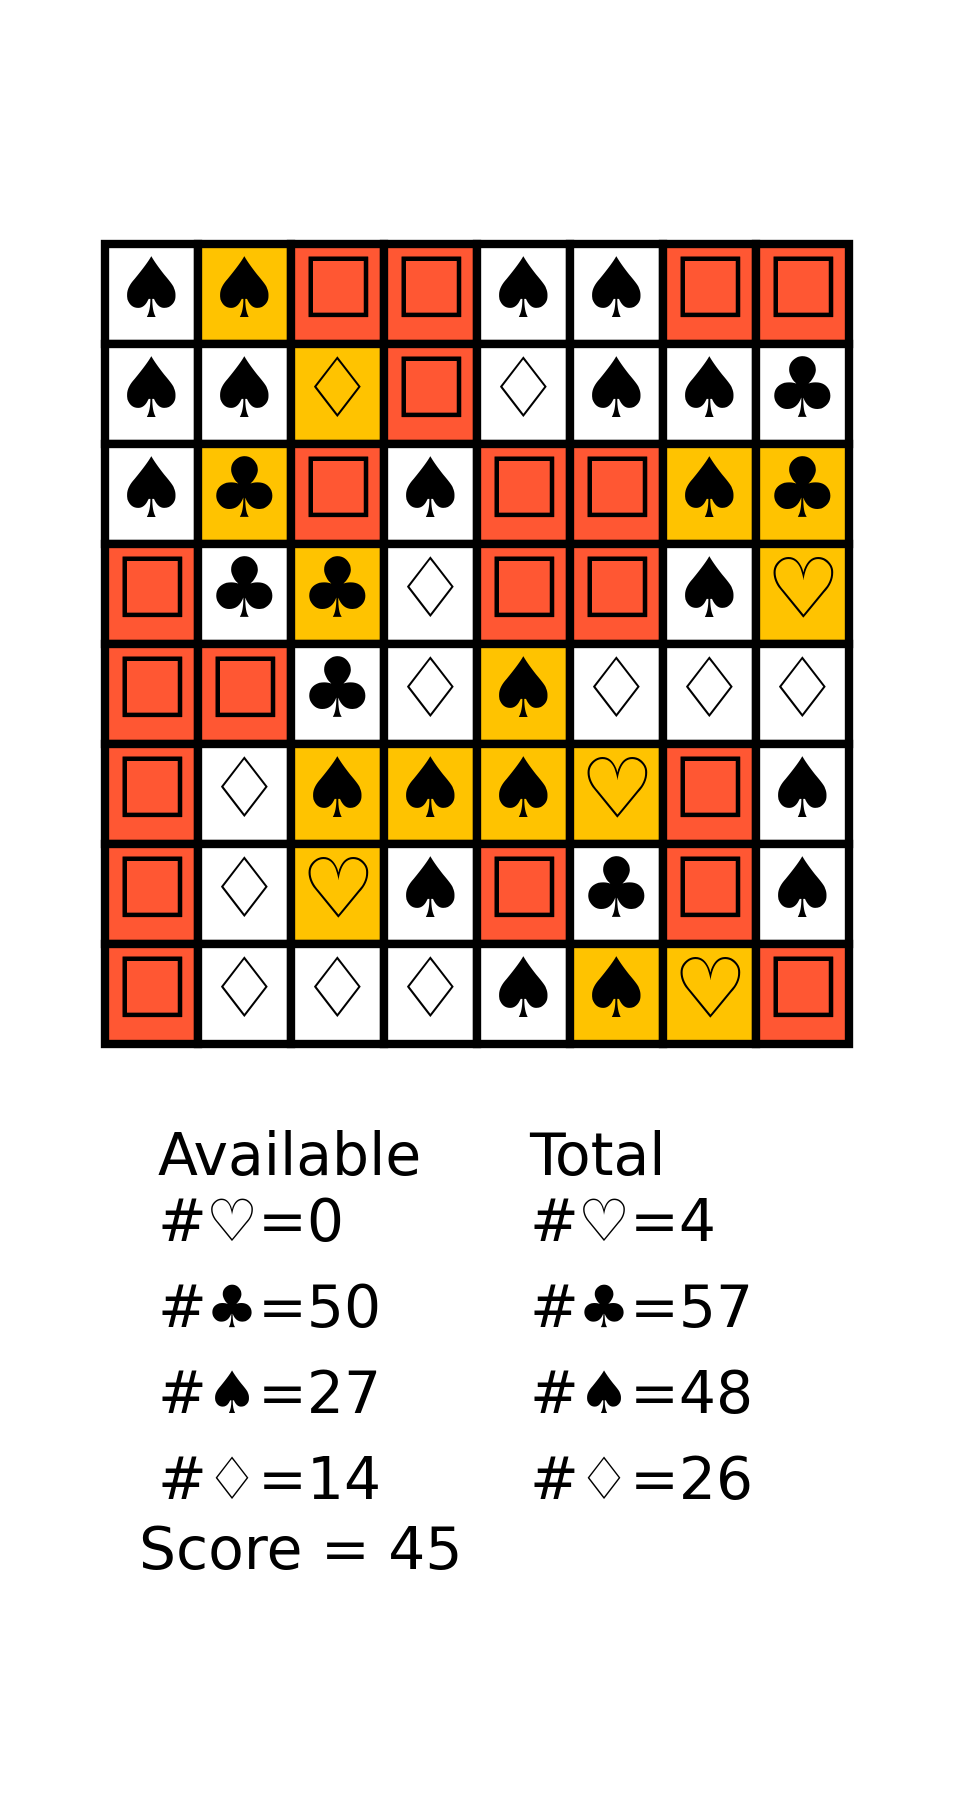 ♠ ♠ □ □ ♠ ♠ □ □
♠ ♠ ♢ □ ♢ ♠ ♠ ♣
♠ ♣ □ ♠ □ □ ♠ ♣
□ ♣ ♣ ♢ □ □ ♠ ♡
□ □ ♣ ♢ ♠ ♢ ♢ ♢
□ ♢ ♠ ♠ ♠ ♡ □ ♠
□ ♢ ♡ ♠ □ ♣ □ ♠
□ ♢ ♢ ♢ ♠ ♠ ♡ □
Available Total
#♡=0 #♡=4
#♣=50 #♣=57
#♠=27 #♠=48
#♢=14 #♢=26
Score = 45